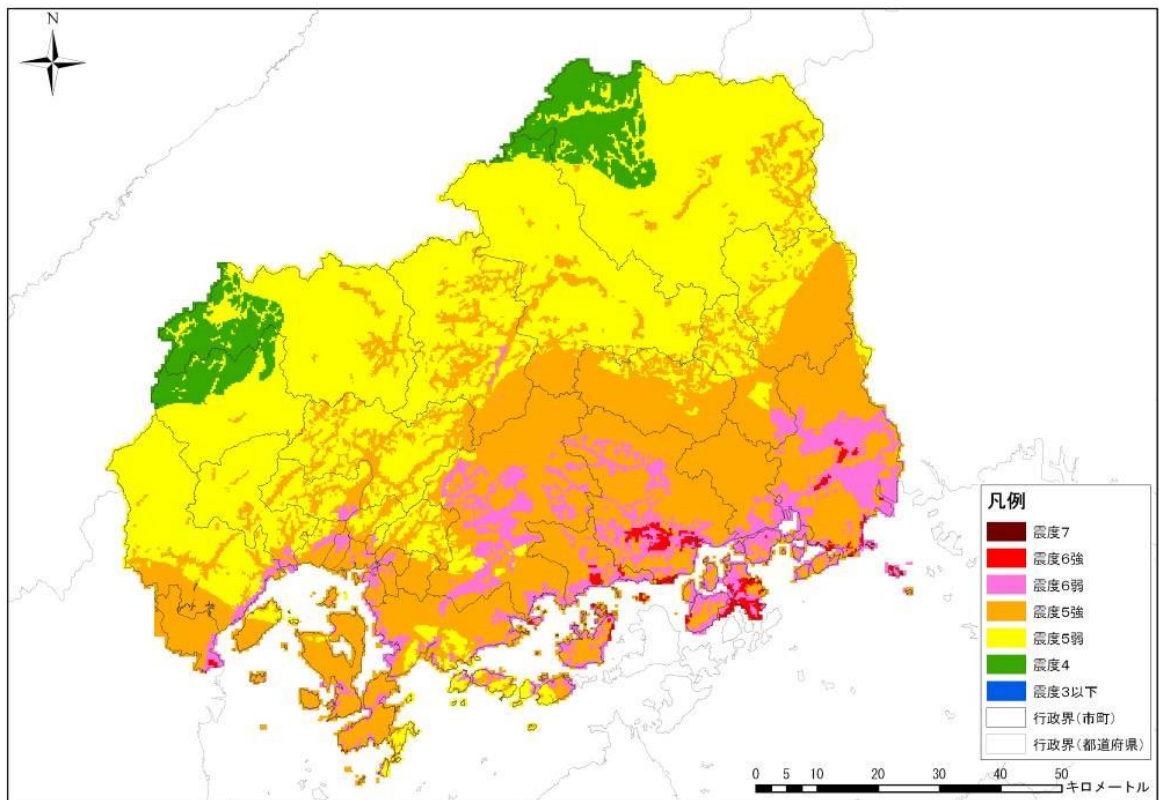 N
凡例
震度7
震度6強
震度6弱
震度5強
震度5弱
震度4
震度3以下
行政界(市町)
行政界(都道府県)
0 5 10 20 30 40 50
キロメートル